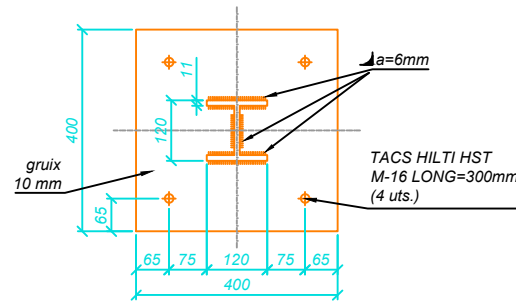 11
a=6mm
400
120
gruix
10 mm
TACS HILTI HST
M-16 LONG=300mm
(4 uts.)
65
65 75 120 75 65
400